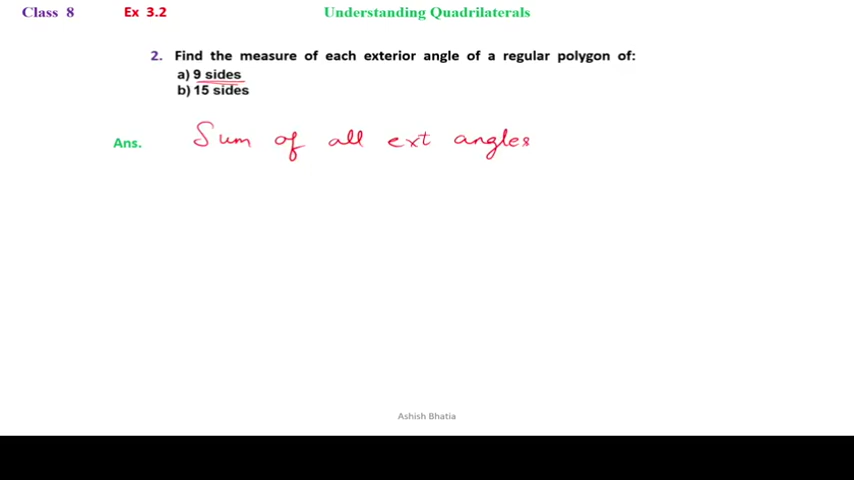 Class 8 Ex 3.2 Understanding Quadrilaterals
2. Find the measure of each exterior angle of a regular polygon of:
a) 9 sides
b) 15 sides
Ans. Sum of all ext angles
Ashish Bhatia